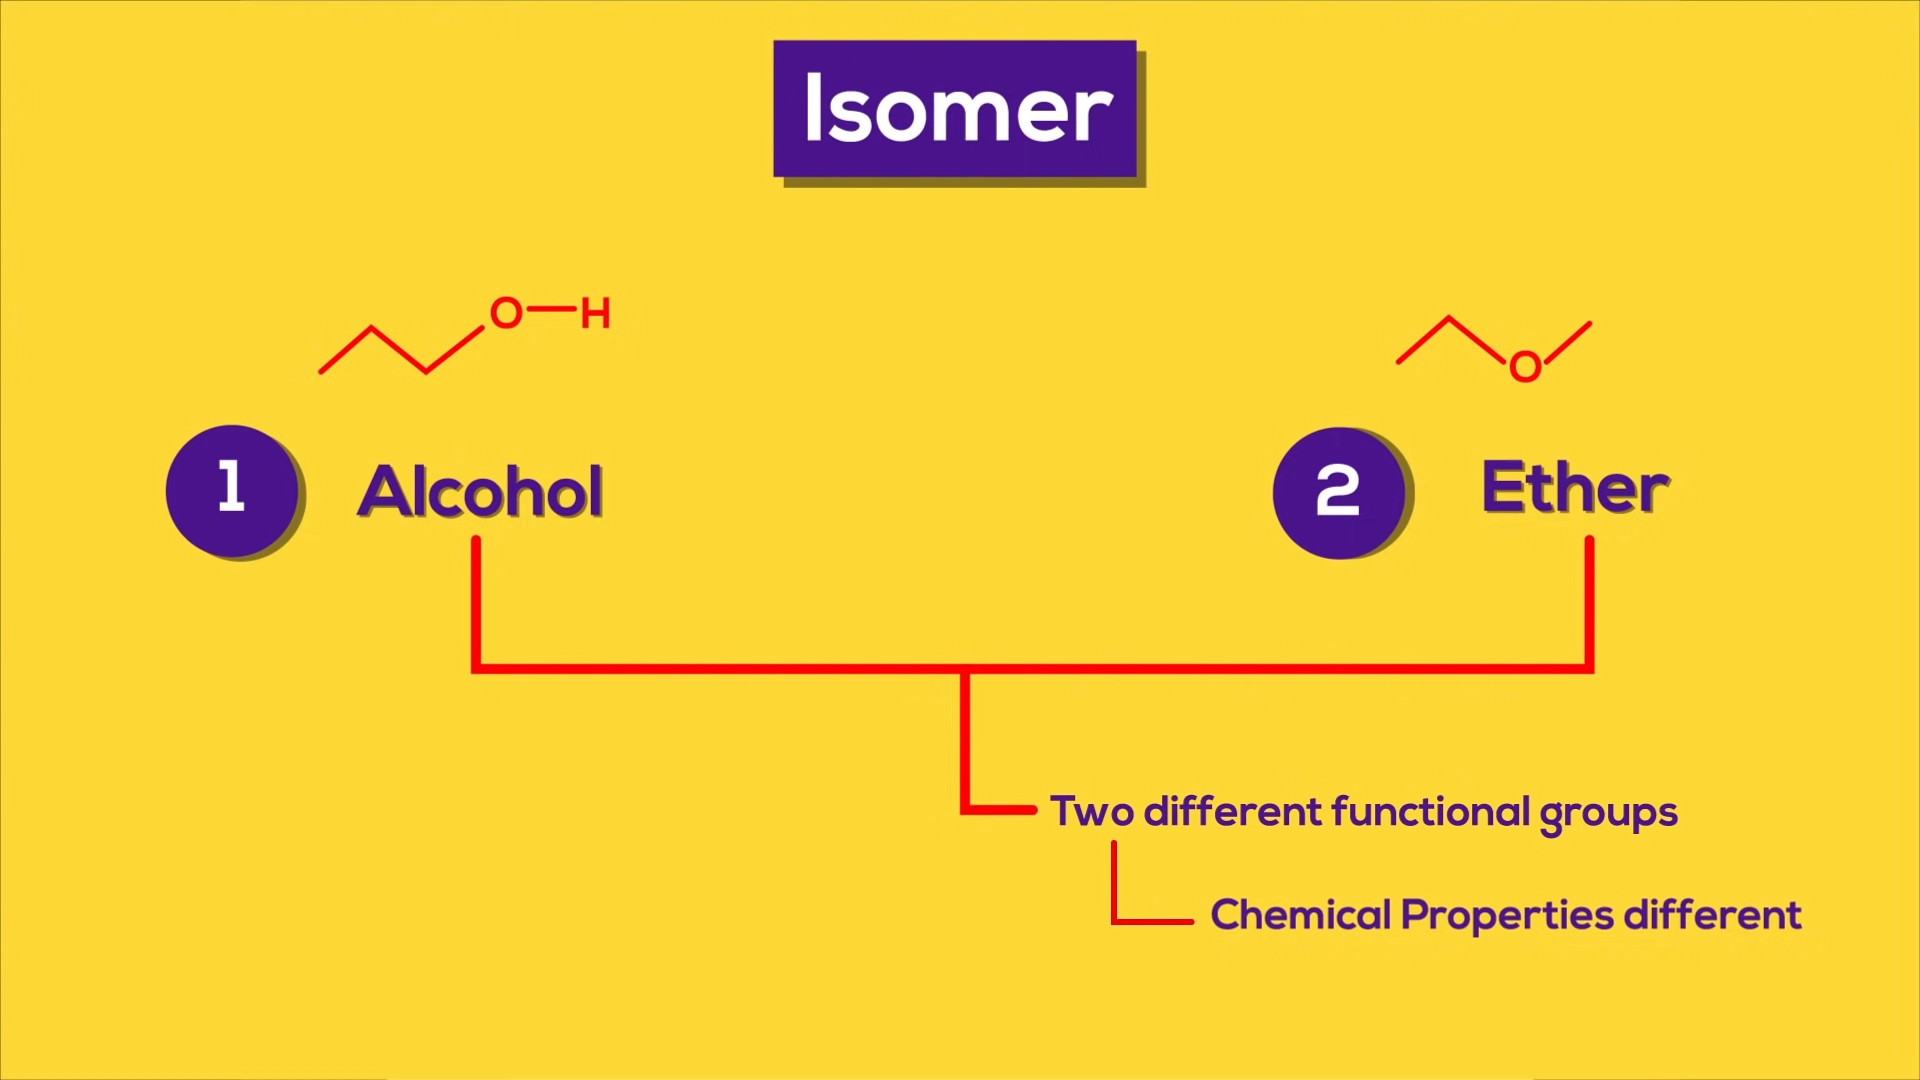 Isomer
O—H
O
1 Alcohol
2 Ether
Two different functional groups
Chemical Properties different